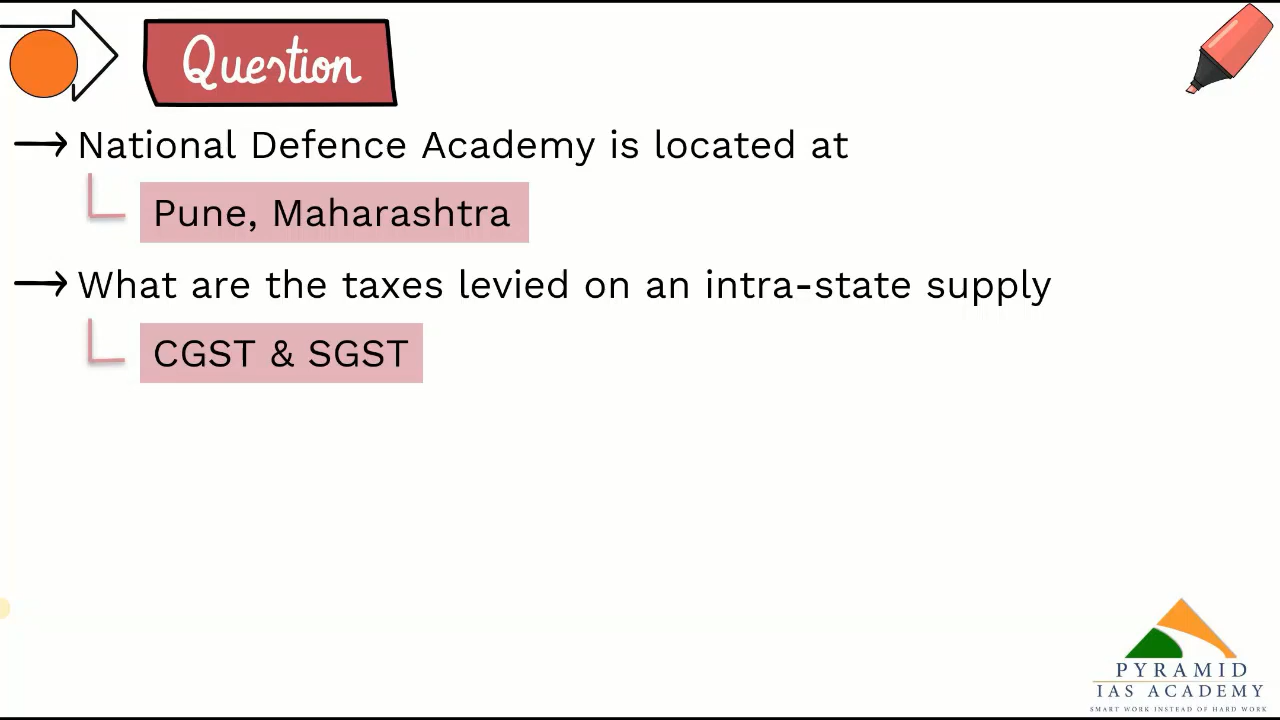 Question
National Defence Academy is located at
Pune, Maharashtra
What are the taxes levied on an intra-state supply
CGST & SGST
PYRAMID
IAS ACADEMY
SMART WORK INSTEAD OF HARD WORK